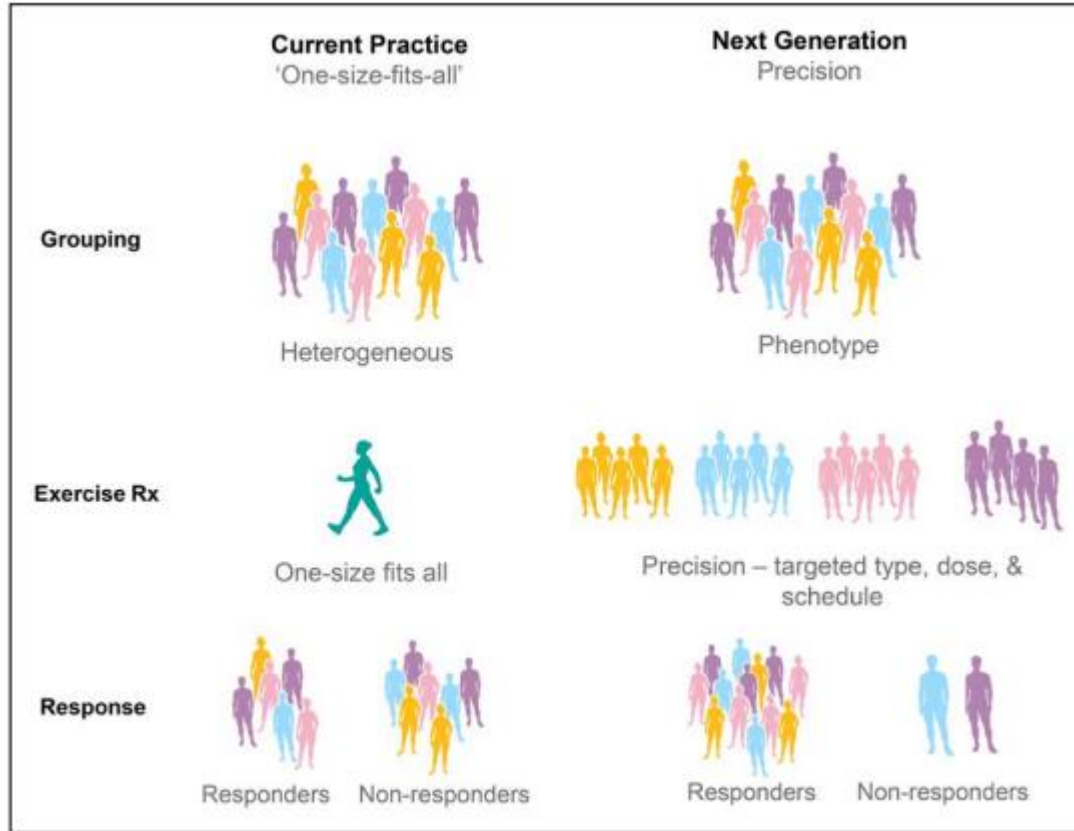 Current Practice
'One-size-fits-all'
Next Generation
Precision
Grouping
Heterogeneous
Phenotype
Exercise Rx
One-size fits all
Precision – targeted type, dose, &
schedule
Response
Responders
Non-responders
Responders
Non-responders